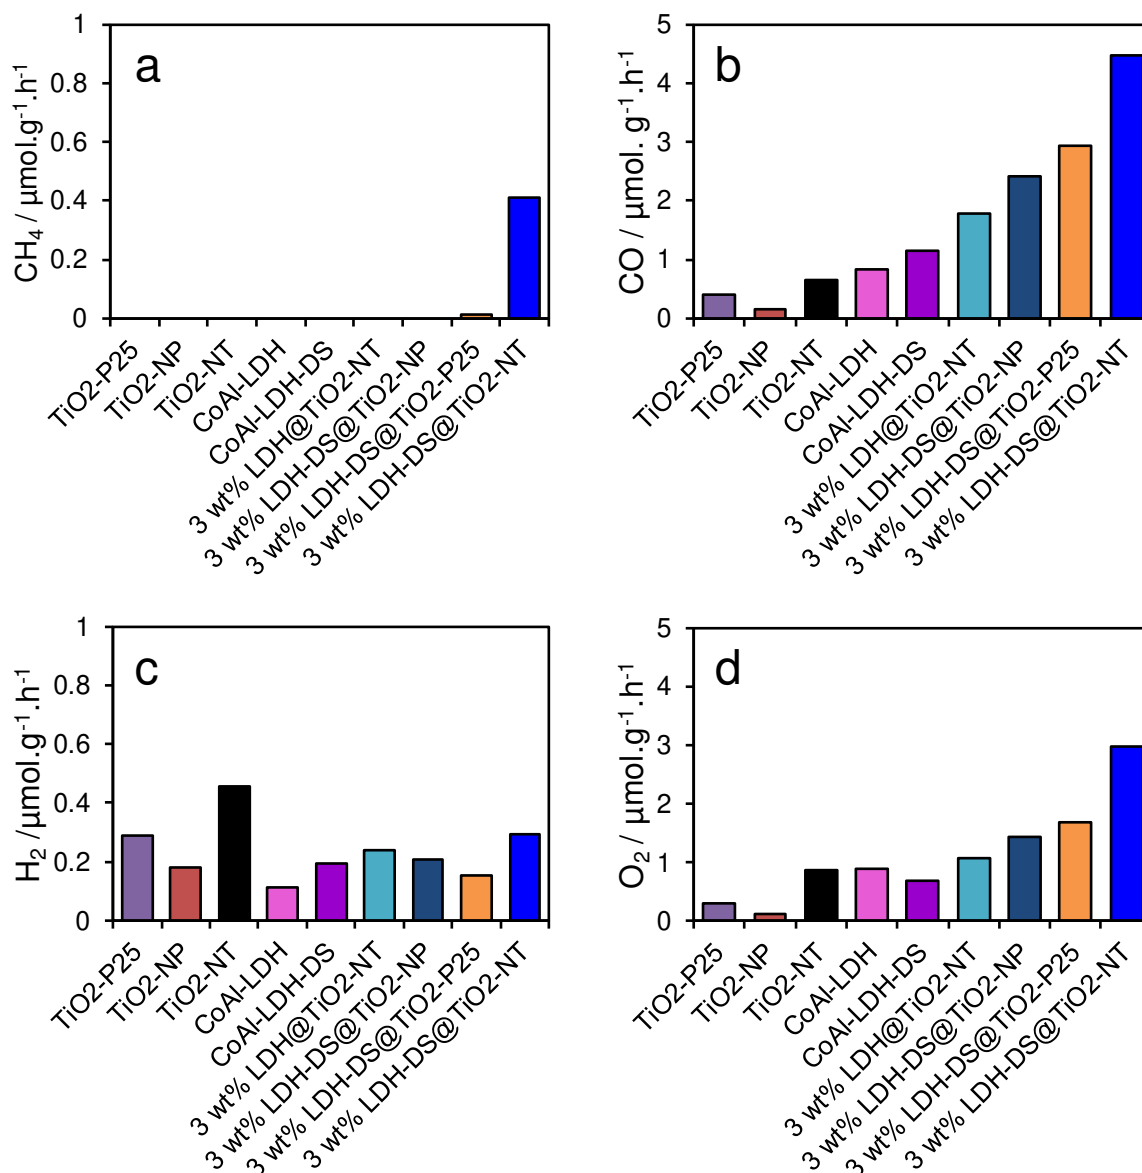 a
CH₄ / µmol.g⁻¹.h⁻¹
1
0.8
0.6
0.4
0.2
0
TiO2-P25
TiO2-NP
TiO2-NT
CoAl-LDH
CoAl-LDH-DS
3 wt% LDH@TiO2-NT
3 wt% LDH-DS@TiO2-NP
3 wt% LDH-DS@TiO2-P25
3 wt% LDH-DS@TiO2-NT
b
CO / µmol. g⁻¹.h⁻¹
5
4
3
2
1
0
TiO2-P25
TiO2-NP
TiO2-NT
CoAl-LDH
CoAl-LDH-DS
3 wt% LDH@TiO2-NT
3 wt% LDH-DS@TiO2-NP
3 wt% LDH-DS@TiO2-P25
3 wt% LDH-DS@TiO2-NT
c
H₂ /µmol.g⁻¹.h⁻¹
1
0.8
0.6
0.4
0.2
0
TiO2-P25
TiO2-NP
TiO2-NT
CoAl-LDH
CoAl-LDH-DS
3 wt% LDH@TiO2-NT
3 wt% LDH-DS@TiO2-NP
3 wt% LDH-DS@TiO2-P25
3 wt% LDH-DS@TiO2-NT
d
O₂ / µmol.g⁻¹.h⁻¹
5
4
3
2
1
0
TiO2-P25
TiO2-NP
TiO2-NT
CoAl-LDH
CoAl-LDH-DS
3 wt% LDH@TiO2-NT
3 wt% LDH-DS@TiO2-NP
3 wt% LDH-DS@TiO2-P25
3 wt% LDH-DS@TiO2-NT